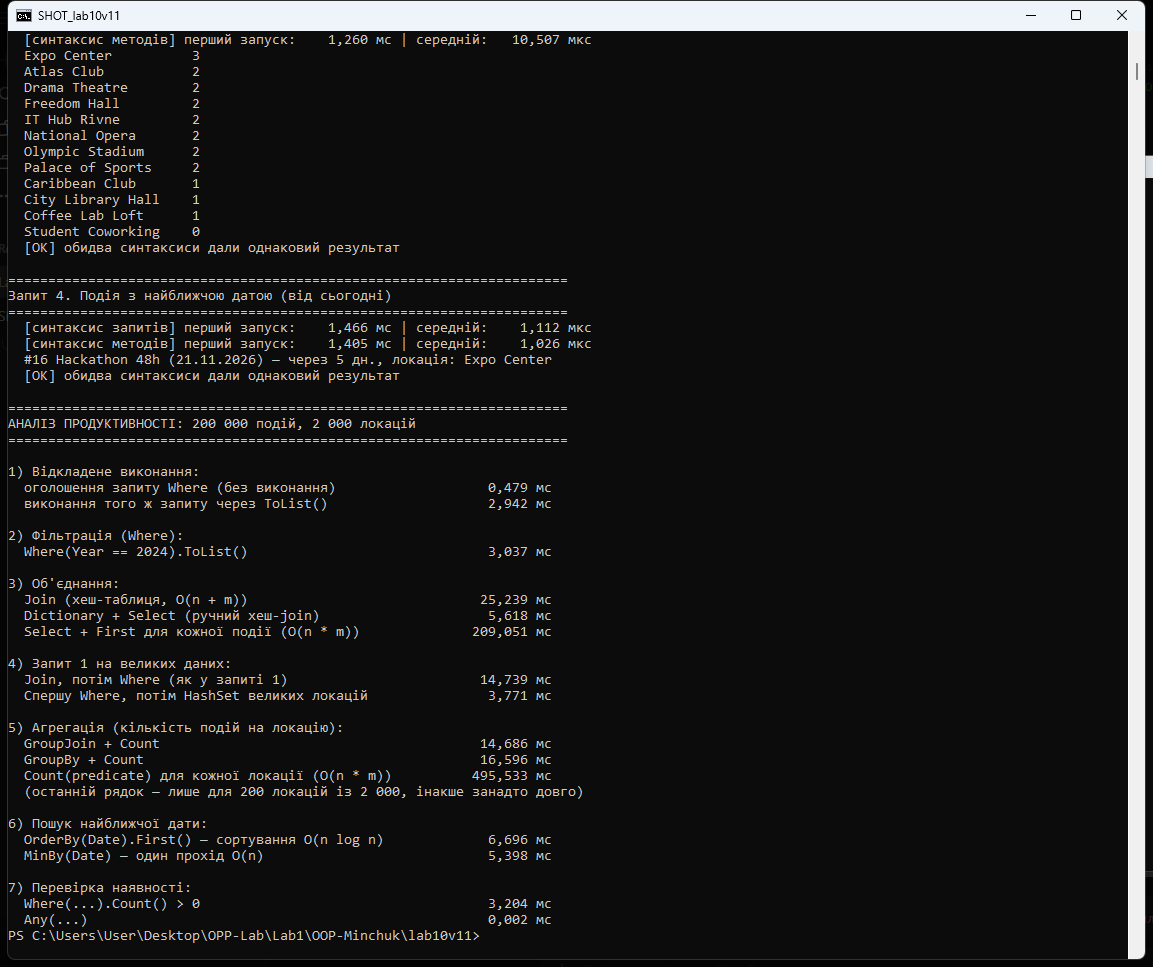 SHOT_lab10v11
[синтаксис методів] перший запуск: 1,260 мс | середній: 10,507 мкс
Expo Center 3
Atlas Club 2
Drama Theatre 2
Freedom Hall 2
IT Hub Rivne 2
National Opera 2
Olympic Stadium 2
Palace of Sports 2
Caribbean Club 1
City Library Hall 1
Coffee Lab Loft 1
Student Coworking 0
[OK] обидва синтаксиси дали однаковий результат
======================================================================
Запит 4. Подія з найближчою датою (від сьогодні)
======================================================================
[синтаксис запитів] перший запуск: 1,466 мс | середній: 1,112 мкс
[синтаксис методів] перший запуск: 1,405 мс | середній: 1,026 мкс
#16 Hackathon 48h (21.11.2026) — через 5 дн., локація: Expo Center
[OK] обидва синтаксиси дали однаковий результат
======================================================================
АНАЛІЗ ПРОДУКТИВНОСТІ: 200 000 подій, 2 000 локацій
======================================================================
1) Відкладене виконання:
оголошення запиту Where (без виконання) 0,479 мс
виконання того ж запиту через ToList() 2,942 мс
2) Фільтрація (Where):
Where(Year == 2024).ToList() 3,037 мс
3) Об'єднання:
Join (хеш-таблиця, O(n + m)) 25,239 мс
Dictionary + Select (ручний хеш-join) 5,618 мс
Select + First для кожної події (O(n * m)) 209,051 мс
4) Запит 1 на великих даних:
Join, потім Where (як у запиті 1) 14,739 мс
Спершу Where, потім HashSet великих локацій 3,771 мс
5) Агрегація (кількість подій на локацію):
GroupJoin + Count 14,686 мс
GroupBy + Count 16,596 мс
Count(predicate) для кожної локації (O(n * m)) 495,533 мс
(останній рядок — лише для 200 локацій із 2 000, інакше занадто довго)
6) Пошук найближчої дати:
OrderBy(Date).First() — сортування O(n log n) 6,696 мс
MinBy(Date) — один прохід O(n) 5,398 мс
7) Перевірка наявності:
Where(...).Count() > 0 3,204 мс
Any(...) 0,002 мс
PS C:\Users\User\Desktop\OPP-Lab\Lab1\OOP-Minchuk\lab10v11>